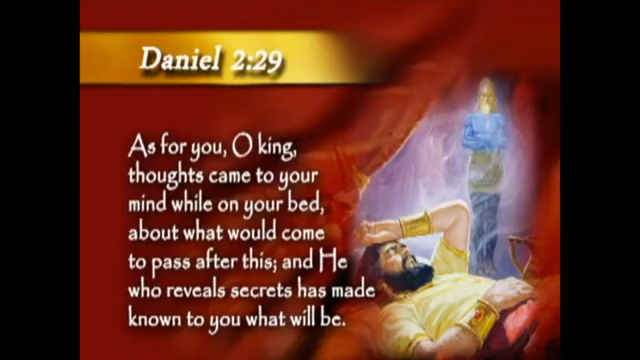 Daniel 2:29
As for you, O king,
thoughts came to your
mind while on your bed,
about what would come
to pass after this; and He
who reveals secrets has made
known to you what will be.